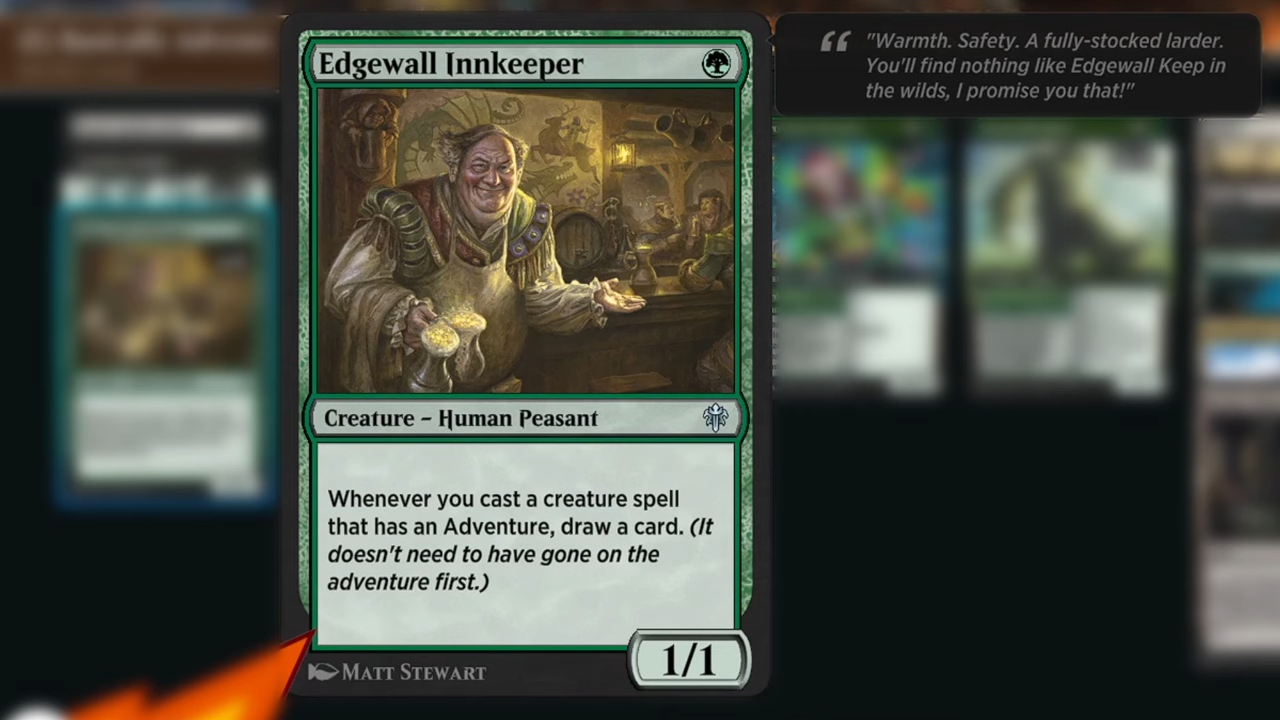 Edgewall Innkeeper
"Warmth. Safety. A fully-stocked larder.
You'll find nothing like Edgewall Keep in
the wilds, I promise you that!"
Creature – Human Peasant
Whenever you cast a creature spell
that has an Adventure, draw a card. (It
doesn't need to have gone on the
adventure first.)
1/1
MATT STEWART